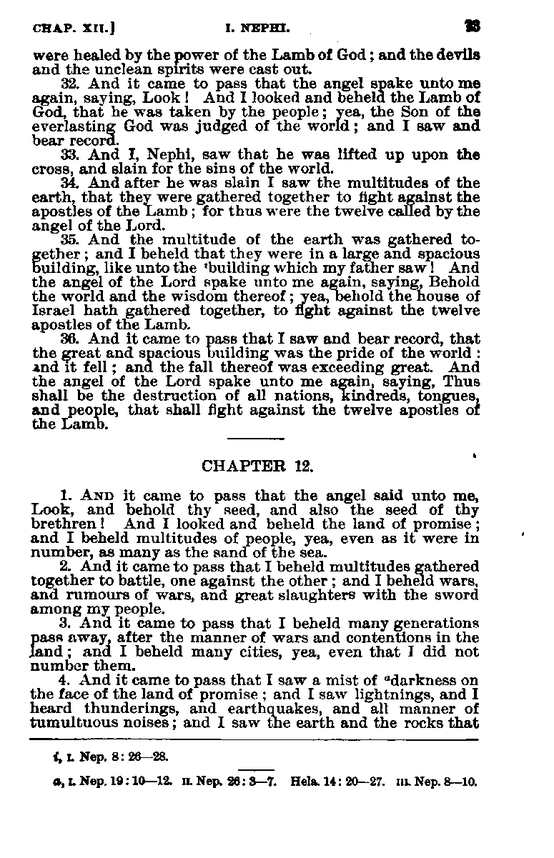 CHAP. XII.] I. NEPHI. 23
were healed by the power of the Lamb of God; and the devils
and the unclean spirits were cast out.
32. And it came to pass that the angel spake unto me
again, saying, Look! And I looked and beheld the Lamb of
God, that he was taken by the people; yea, the Son of the
everlasting God was judged of the world; and I saw and
bear record.
33. And I, Nephi, saw that he was lifted up upon the
cross, and slain for the sins of the world.
34. And after he was slain I saw the multitudes of the
earth, that they were gathered together to fight against the
apostles of the Lamb; for thus were the twelve called by the
angel of the Lord.
35. And the multitude of the earth was gathered to-
gether; and I beheld that they were in a large and spacious
building, like unto the ᶦbuilding which my father saw! And
the angel of the Lord spake unto me again, saying, Behold
the world and the wisdom thereof; yea, behold the house of
Israel hath gathered together, to fight against the twelve
apostles of the Lamb.
36. And it came to pass that I saw and bear record, that
the great and spacious building was the pride of the world:
and it fell; and the fall thereof was exceeding great. And
the angel of the Lord spake unto me again, saying, Thus
shall be the destruction of all nations, kindreds, tongues,
and people, that shall fight against the twelve apostles of
the Lamb.
CHAPTER 12.
1. AND it came to pass that the angel said unto me,
Look, and behold thy seed, and also the seed of thy
brethren! And I looked and beheld the land of promise;
and I beheld multitudes of people, yea, even as it were in
number, as many as the sand of the sea.
2. And it came to pass that I beheld multitudes gathered
together to battle, one against the other; and I beheld wars,
and rumours of wars, and great slaughters with the sword
among my people.
3. And it came to pass that I beheld many generations
pass away, after the manner of wars and contentions in the
land; and I beheld many cities, yea, even that I did not
number them.
4. And it came to pass that I saw a mist of ᵃdarkness on
the face of the land of promise; and I saw lightnings, and I
heard thunderings, and earthquakes, and all manner of
tumultuous noises; and I saw the earth and the rocks that
i, I. Nep. 8: 26—28.
a, I. Nep. 19: 10—12. II. Nep. 26: 3—7. Hela. 14: 20—27. III. Nep. 8—10.